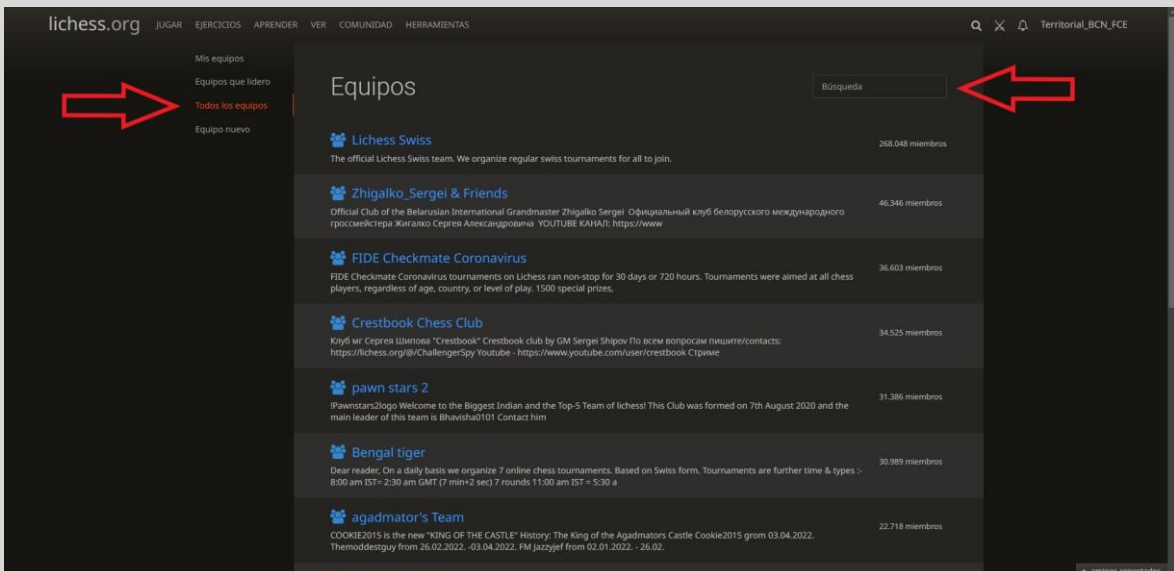 lichess.org JUGAR EJERCICIOS APRENDER VER COMUNIDAD HERRAMIENTAS Territorial_BCN_FCE
Mis equipos
Equipos que lidero
Todos los equipos
Equipo nuevo
Equipos
Búsqueda
Lichess Swiss
268.048 miembros
The official Lichess Swiss team. We organize regular swiss tournaments for all to join.
Zhigalko_Sergei & Friends
46.346 miembros
Official Club of the Belarusian International Grandmaster Zhigalko Sergei Официальный клуб белорусского международного
гроссмейстера Жигалко Сергея Александровича YOUTUBE КАНАЛ: https://www
FIDE Checkmate Coronavirus
36.603 miembros
FIDE Checkmate Coronavirus tournaments on Lichess ran non-stop for 30 days or 720 hours. Tournaments were aimed at all chess
players, regardless of age, country, or level of play. 1500 special prizes,
Crestbook Chess Club
34.525 miembros
Клуб мг Сергея Шипова "Crestbook" Crestbook club by GM Sergei Shipov По всем вопросам пишите/contacts:
https://lichess.org/@/ChallengerSpy Youtube - https://www.youtube.com/user/crestbook Стриме
pawn stars 2
31.386 miembros
!Pawnstars2logo Welcome to the Biggest Indian and the Top-5 Team of lichess! This Club was formed on 7th August 2020 and the
main leader of this team is Bhavisha0101 Contact him
Bengal tiger
30.989 miembros
Dear reader, On a daily basis we organize 7 online chess tournaments. Based on Swiss form. Tournaments are further time & types :-
8:00 am IST= 2:30 am GMT (7 min+2 sec) 7 rounds 11:00 am IST = 5:30 a
agadmator's Team
22.718 miembros
COOKIE2015 is the new "KING OF THE CASTLE" History: The King of the Agadmators Castle Cookie2015 grom 03.04.2022.
Themoddestguy from 26.02.2022. -03.04.2022. FM Jazzyjef from 02.01.2022. - 26.02.